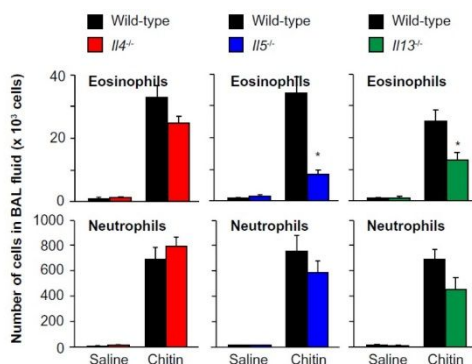 Wild-type
Il4-/-
Wild-type
Il5-/-
Wild-type
Il13-/-
Number of cells in BAL fluid (x 10³ cells)
Eosinophils
Eosinophils
Eosinophils
40
20
0
*
*
Neutrophils
Neutrophils
Neutrophils
1000
800
600
400
200
0
Saline Chitin
Saline Chitin
Saline Chitin